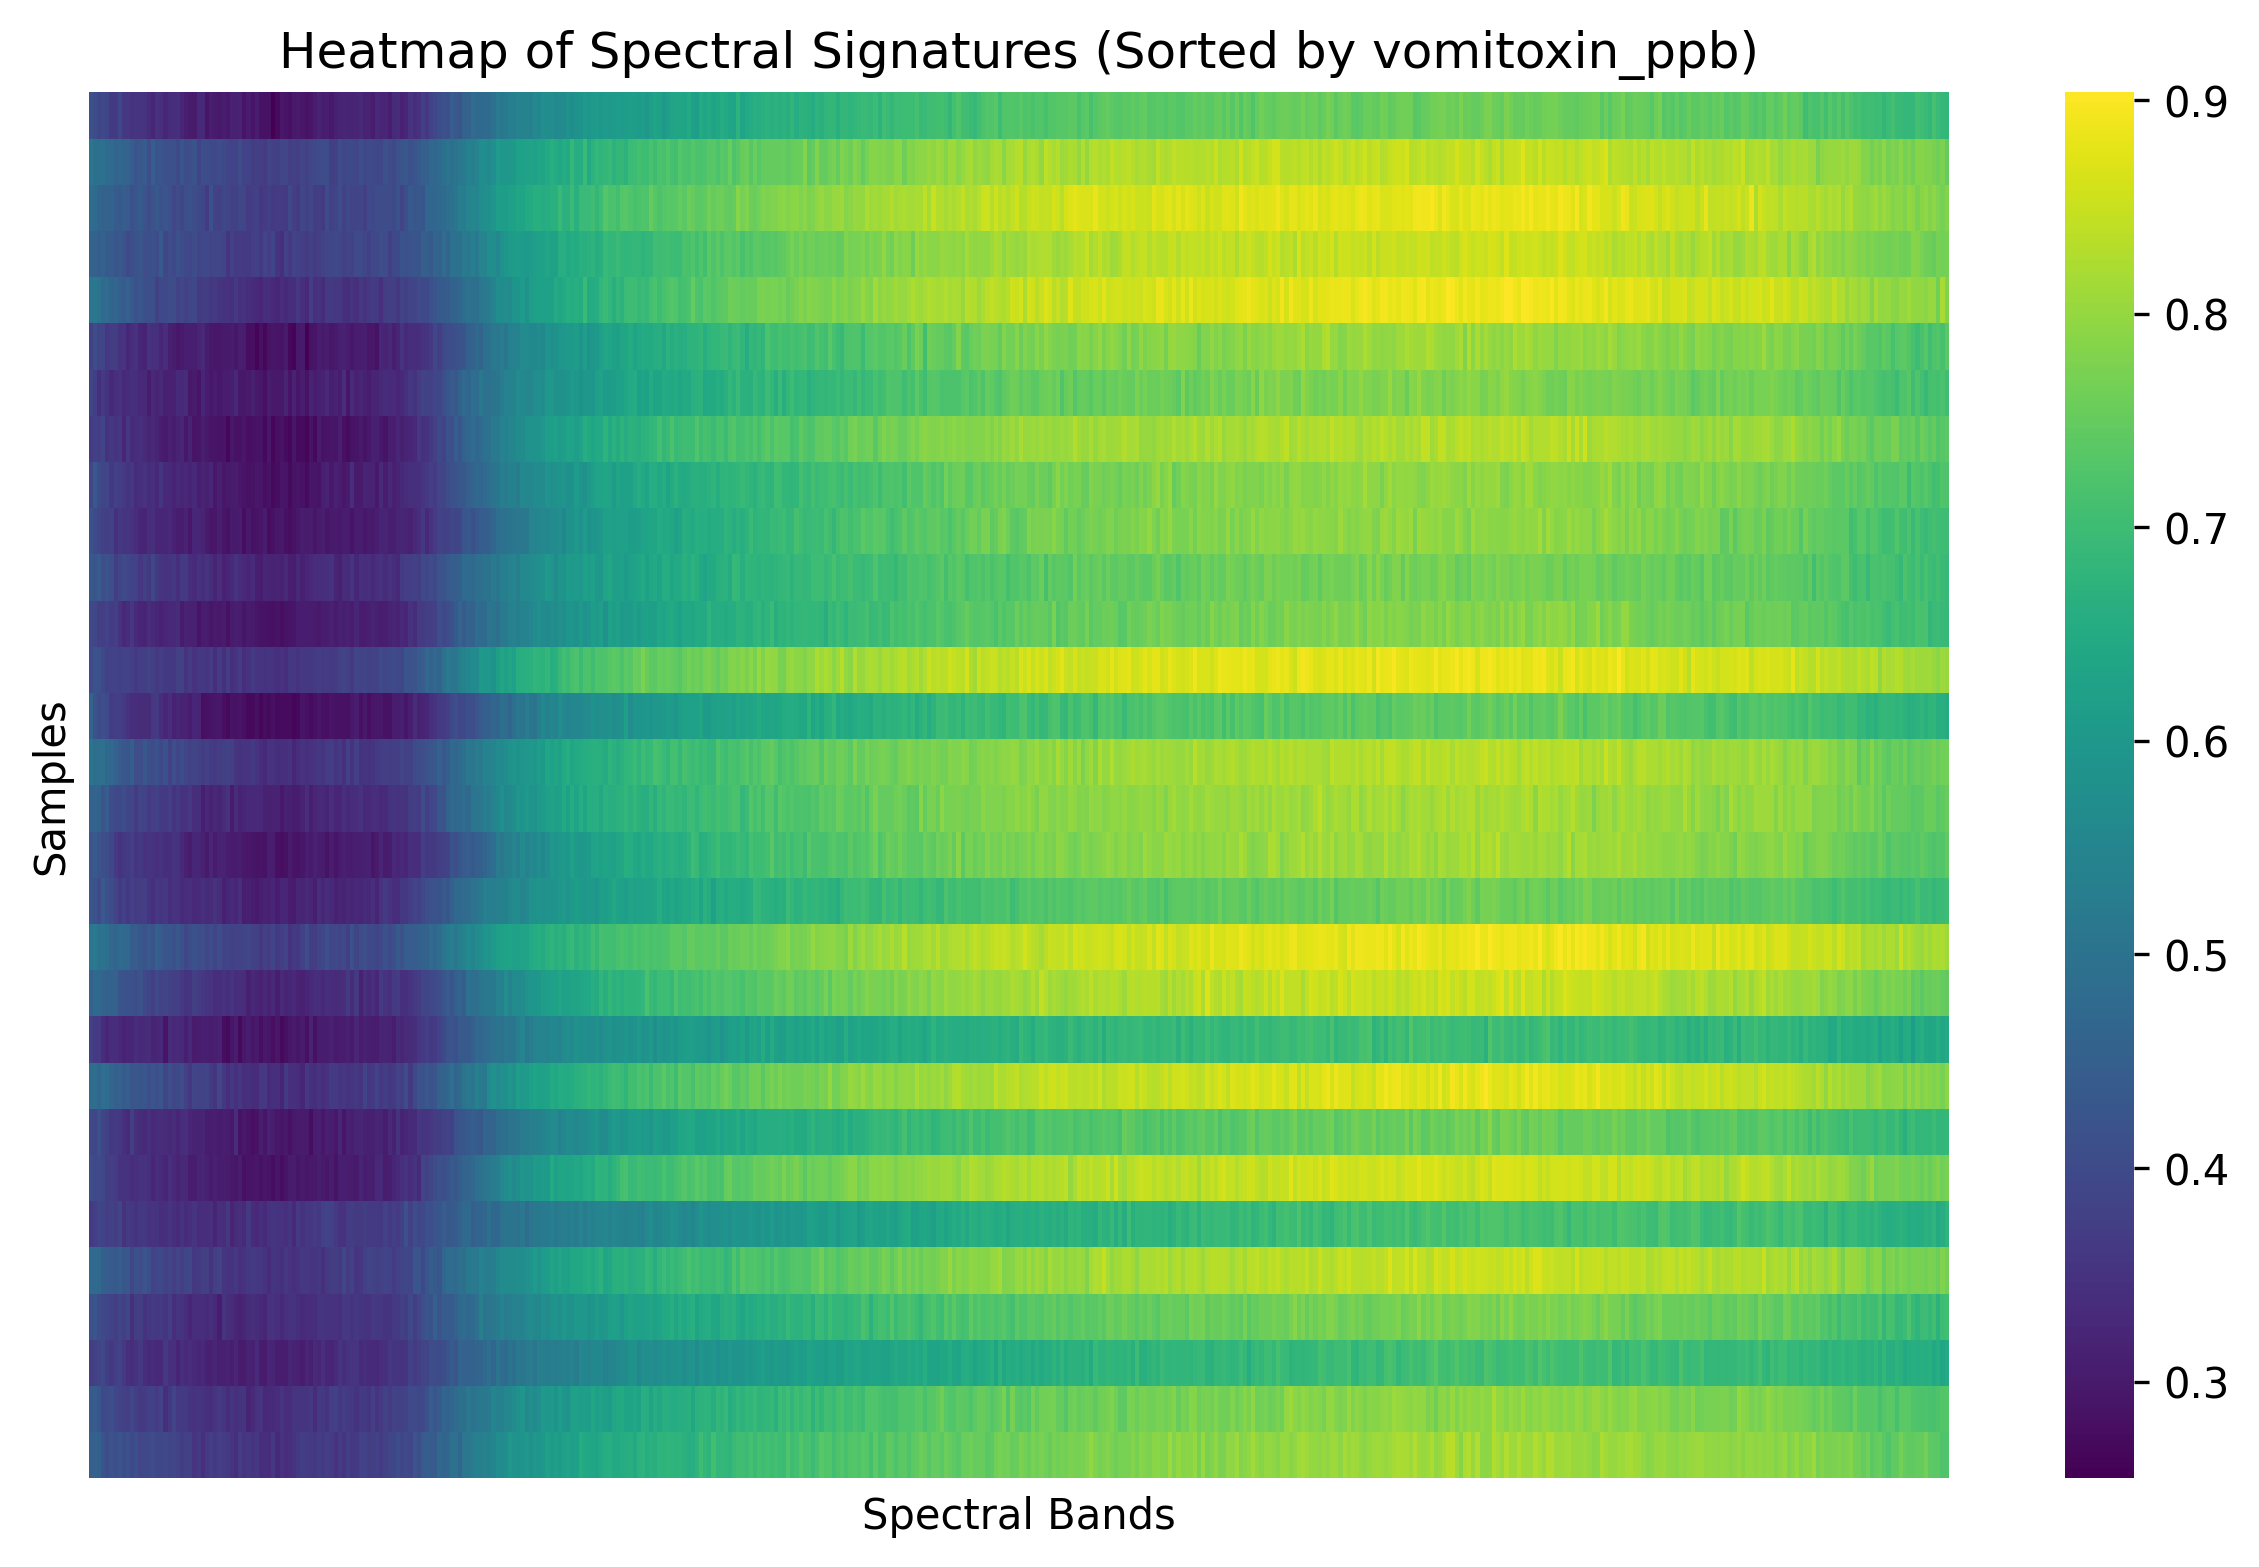 Heatmap of Spectral Signatures (Sorted by vomitoxin_ppb)
Samples
Spectral Bands
0.9
0.8
0.7
0.6
0.5
0.4
0.3